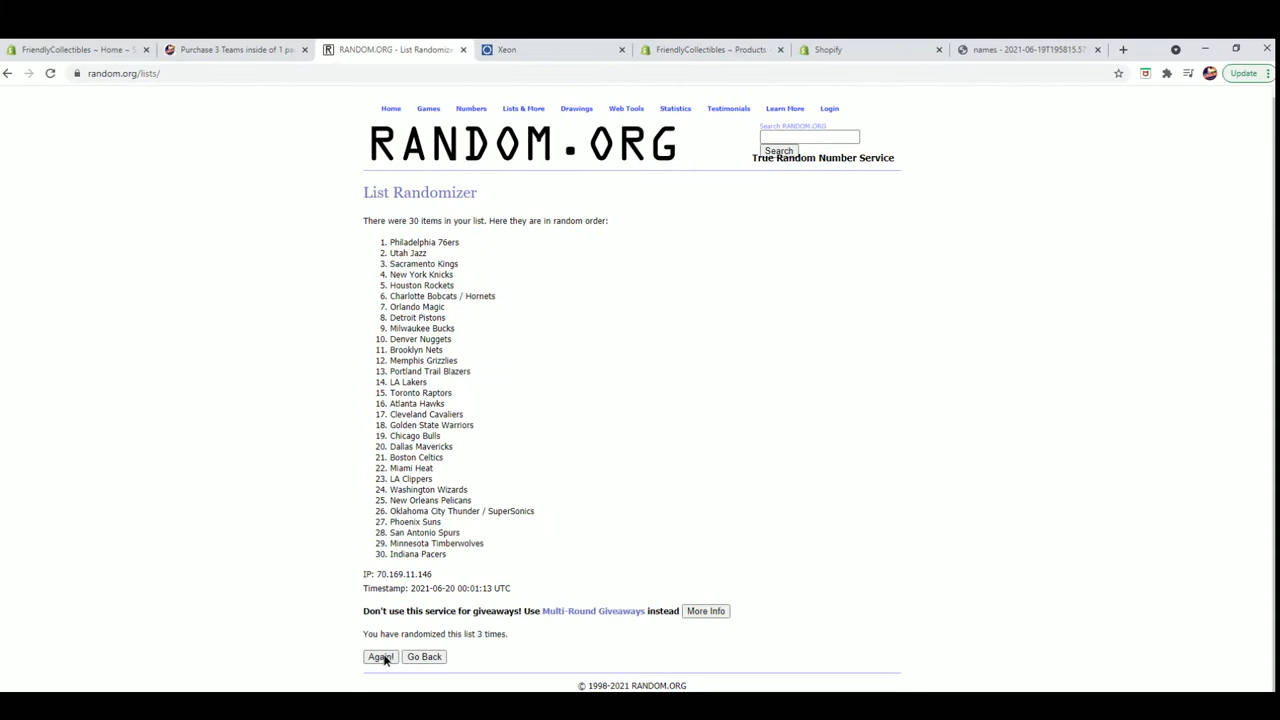 FriendlyCollectibles ~ Home ~ S
Purchase 3 Teams inside of 1 pa
RANDOM.ORG - List Randomize
Xeon
FriendlyCollectibles ~ Products ~
Shopify
names - 2021-06-19T195815.57
random.org/lists/
Update
Home Games Numbers Lists & More Drawings Web Tools Statistics Testimonials Learn More Login
Search RANDOM.ORG
RANDOM.ORG
Search
True Random Number Service
List Randomizer
There were 30 items in your list. Here they are in random order:
1. Philadelphia 76ers
2. Utah Jazz
3. Sacramento Kings
4. New York Knicks
5. Houston Rockets
6. Charlotte Bobcats / Hornets
7. Orlando Magic
8. Detroit Pistons
9. Milwaukee Bucks
10. Denver Nuggets
11. Brooklyn Nets
12. Memphis Grizzlies
13. Portland Trail Blazers
14. LA Lakers
15. Toronto Raptors
16. Atlanta Hawks
17. Cleveland Cavaliers
18. Golden State Warriors
19. Chicago Bulls
20. Dallas Mavericks
21. Boston Celtics
22. Miami Heat
23. LA Clippers
24. Washington Wizards
25. New Orleans Pelicans
26. Oklahoma City Thunder / SuperSonics
27. Phoenix Suns
28. San Antonio Spurs
29. Minnesota Timberwolves
30. Indiana Pacers
IP: 70.169.11.146
Timestamp: 2021-06-20 00:01:13 UTC
Don't use this service for giveaways! Use Multi-Round Giveaways instead More Info
You have randomized this list 3 times.
Again! Go Back
© 1998-2021 RANDOM.ORG